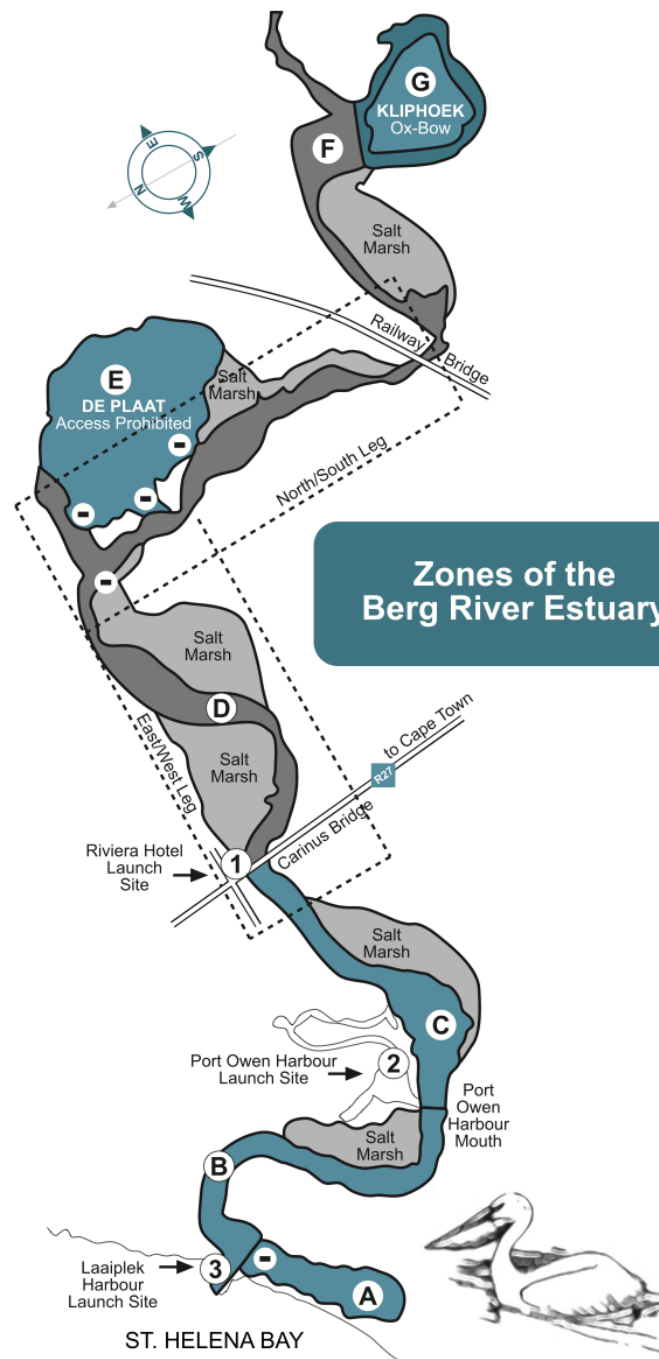 G
KLIPHOEK
Ox-Bow
F
E
S
N
W
Salt
Marsh
Railway
Bridge
E
DE PLAAT
Access Prohibited
Salt
Marsh
-
-
-
-
North/South Leg
Zones of the
Berg River Estuary
Salt
Marsh
D
East/West Leg
Salt
Marsh
to Cape Town
R27
Carinus Bridge
1
Riviera Hotel
Launch
Site
Salt
Marsh
C
2
Port Owen Harbour
Launch Site
Port
Owen
Harbour
Mouth
Salt
Marsh
B
3
-
A
Laaiplek
Harbour
Launch Site
ST. HELENA BAY